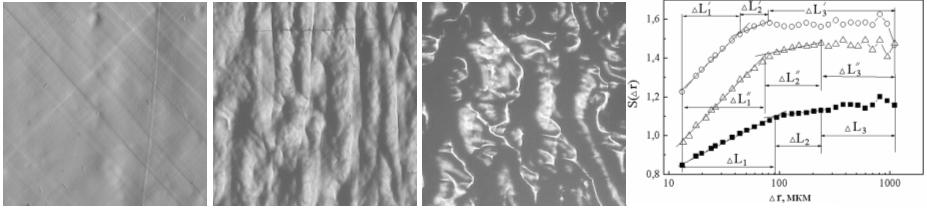 1,6
1,4
1,2
1,0
0,8
S(Δr)
ΔL₁′
ΔL₂′
ΔL₃′
ΔL₁″
ΔL₂″
ΔL₃″
ΔL₁
ΔL₂
ΔL₃
10
100
1000
Δr, мкм